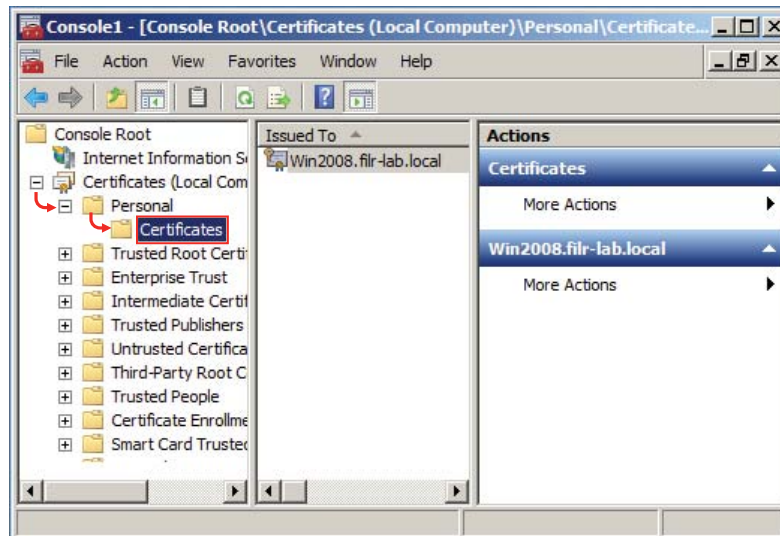 Console1 - [Console Root\Certificates (Local Computer)\Personal\Certificate...
File Action View Favorites Window Help
Console Root
Internet Information Se
Certificates (Local Com
Personal
Certificates
Trusted Root Certi
Enterprise Trust
Intermediate Certif
Trusted Publishers
Untrusted Certifica
Third-Party Root C
Trusted People
Certificate Enrollme
Smart Card Trusted
Issued To
Win2008.filr-lab.local
Actions
Certificates
More Actions
Win2008.filr-lab.local
More Actions